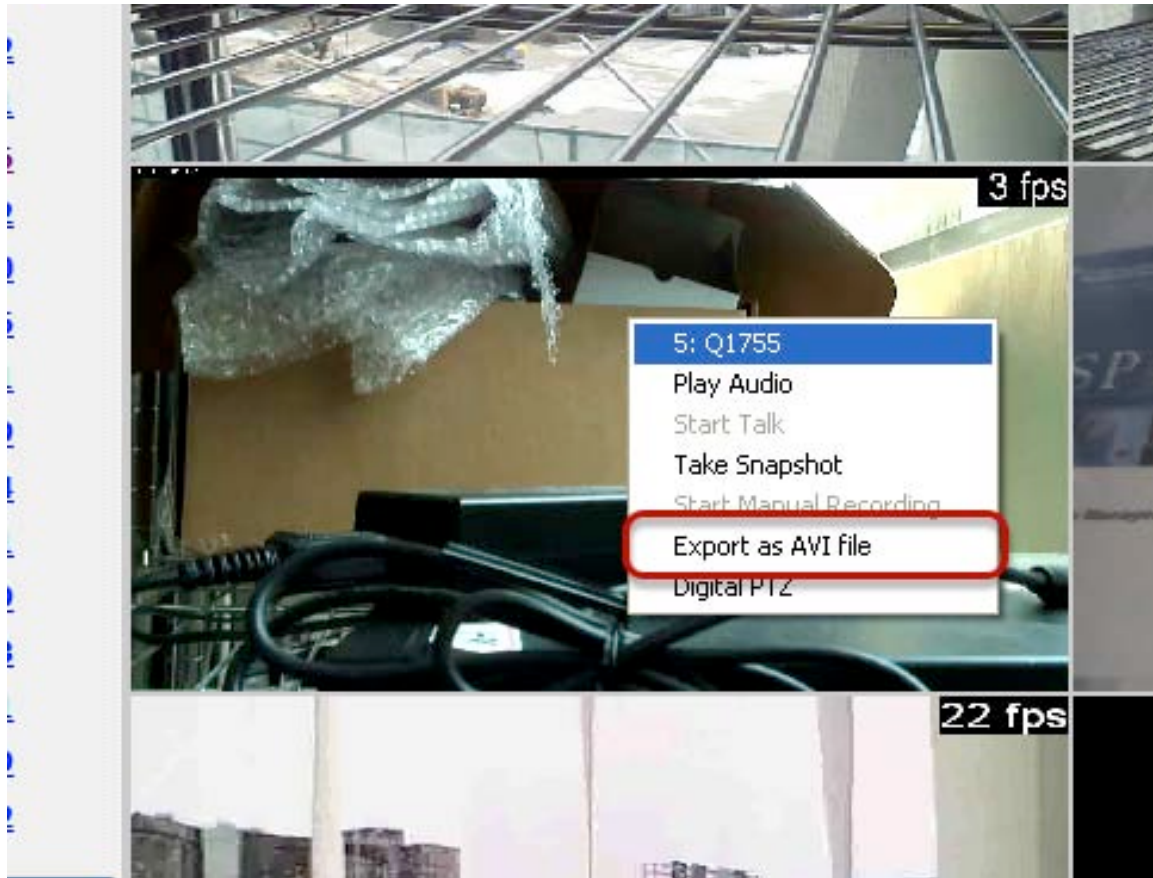 3 fps
5: Q1755
Play Audio
Start Talk
Take Snapshot
Start Manual Recording
Export as AVI file
Digital PTZ
SP
22 fps